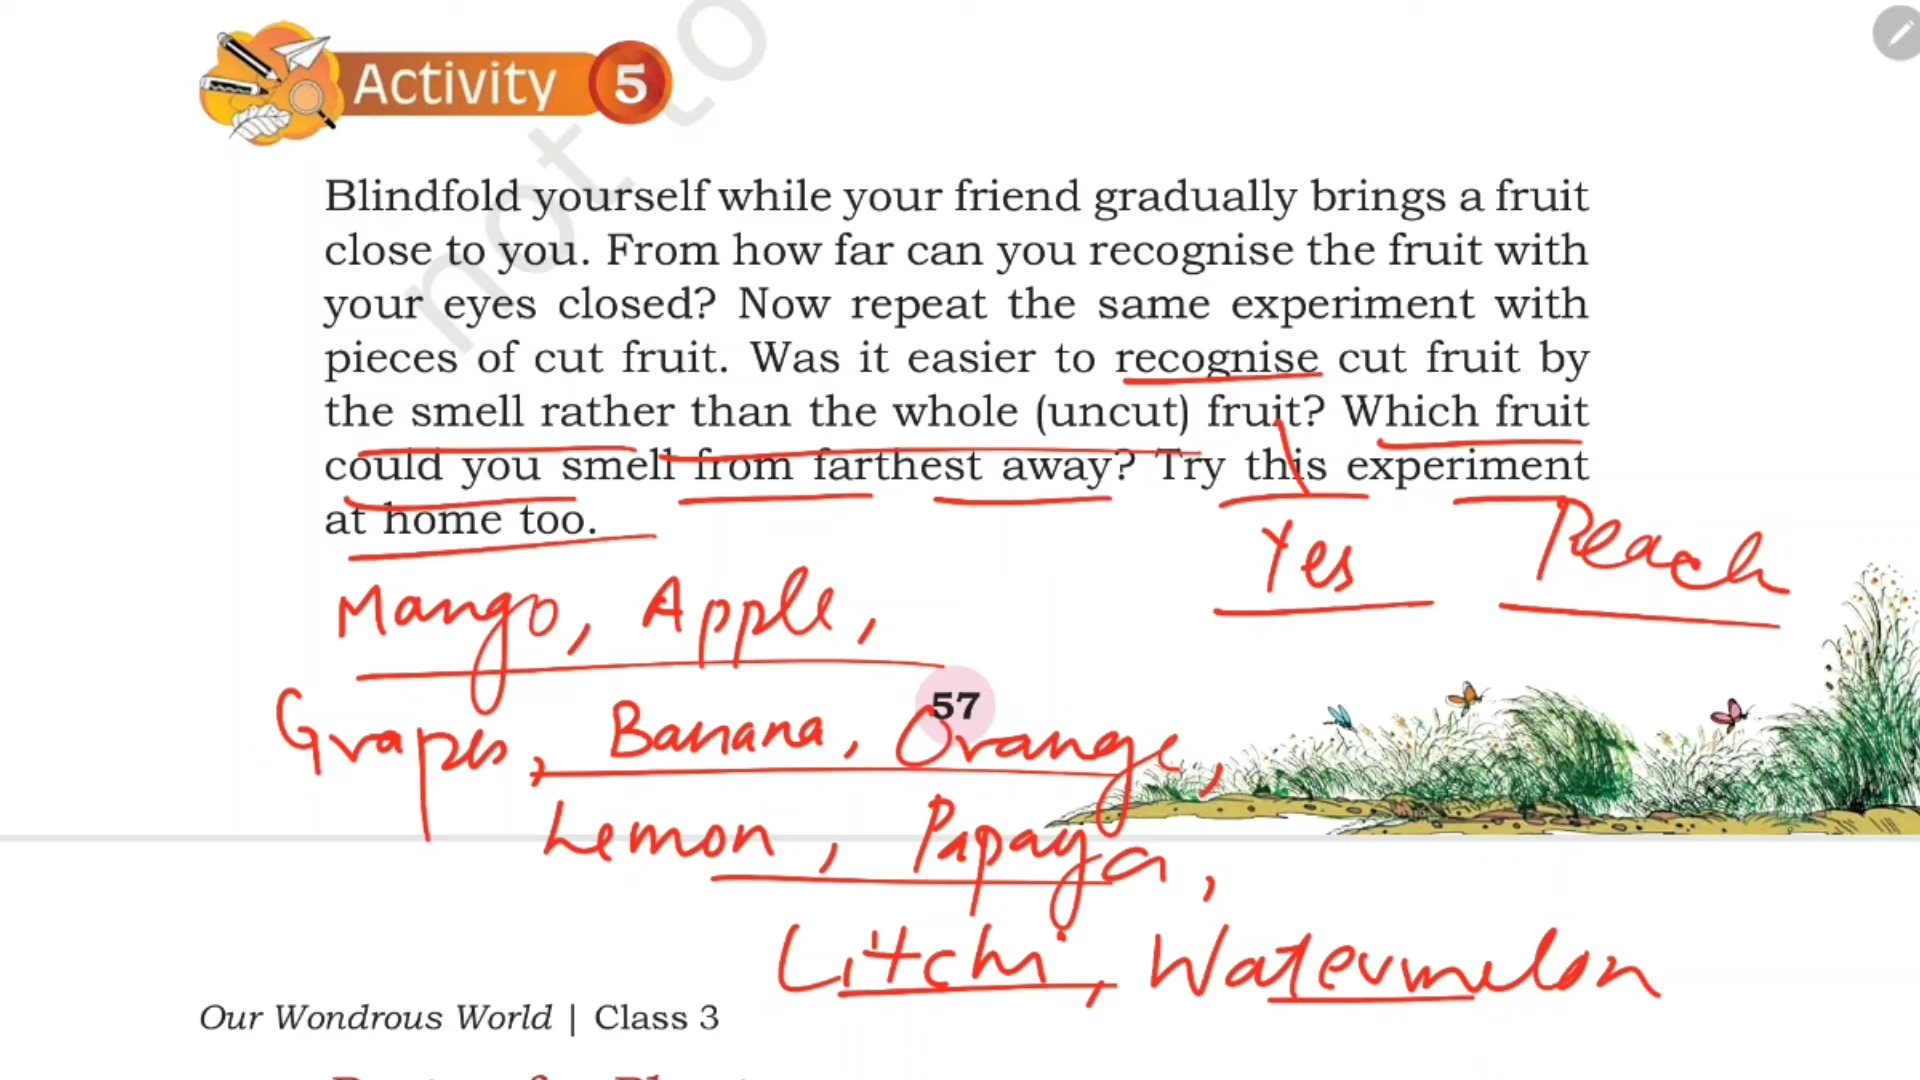 Activity 5
not to
Blindfold yourself while your friend gradually brings a fruit
close to you. From how far can you recognise the fruit with
your eyes closed? Now repeat the same experiment with
pieces of cut fruit. Was it easier to recognise cut fruit by
the smell rather than the whole (uncut) fruit? Which fruit
could you smell from farthest away? Try this experiment
at home too.
Yes Peach
Mango, Apple,
57
Grapes, Banana, Orange,
Lemon, Papaya,
Litchi, Watermelon
Our Wondrous World | Class 3